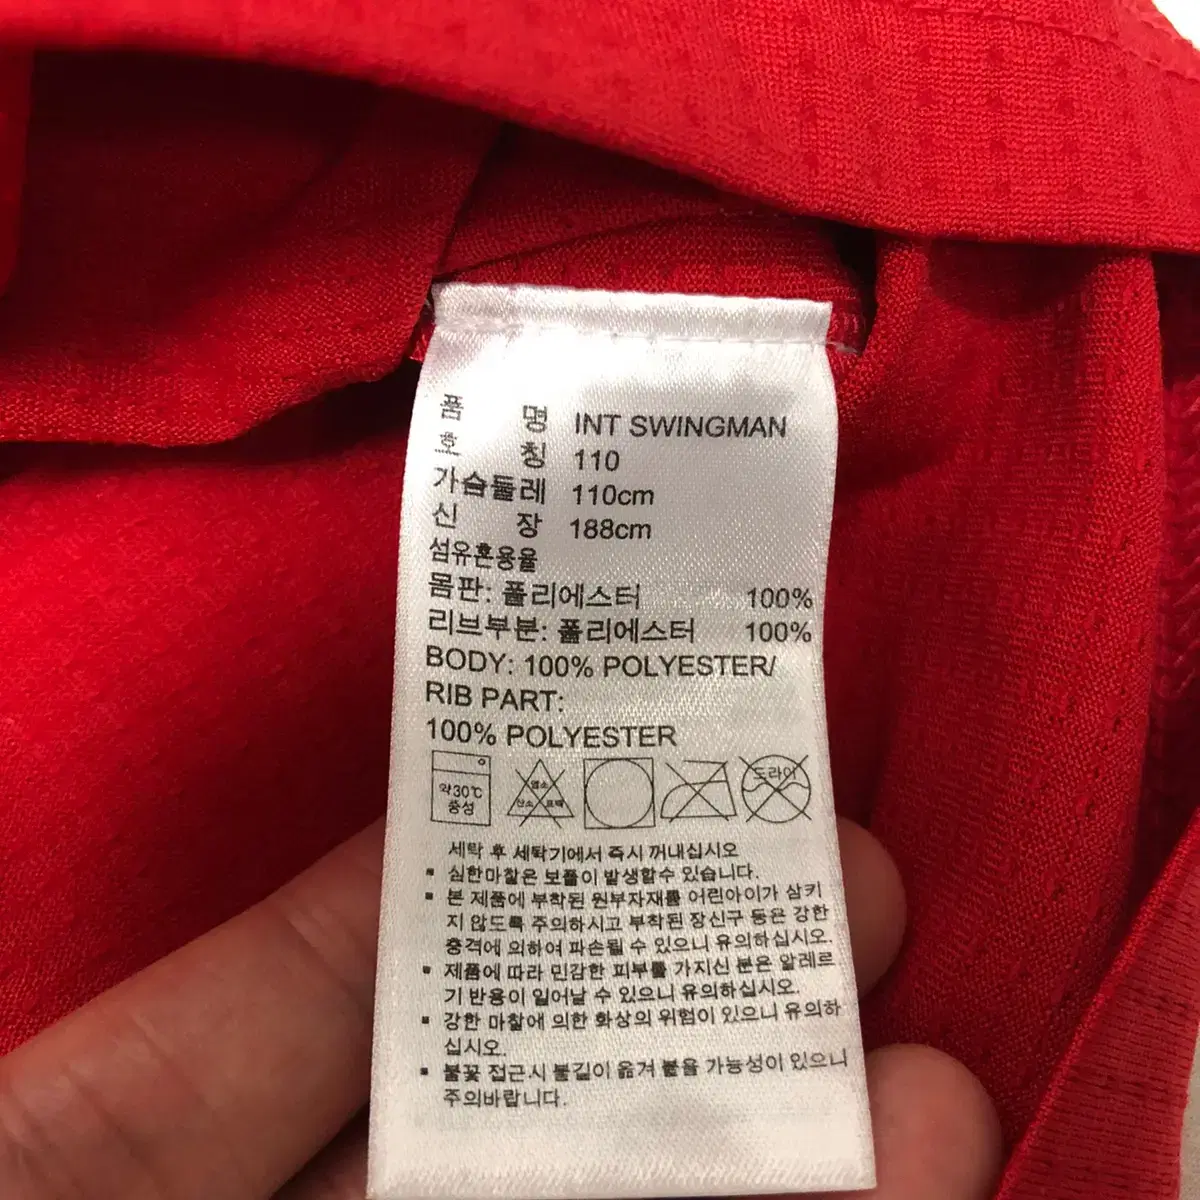 품 명 INT SWINGMAN
호 칭 110
가슴둘레 110cm
신 장 188cm
섬유혼용율
몸판: 폴리에스터 100%
리브부분: 폴리에스터 100%
BODY: 100% POLYESTER/
RIB PART:
100% POLYESTER
약30℃
중성
염소
산소 표백
도라이
세탁 후 세탁기에서 즉시 꺼내십시오
▪ 심한마찰은 보풀이 발생할수 있습니다.
▪ 본 제품에 부착된 원부자재를 어린아이가 삼키
지 않도록 주의하시고 부착된 장신구 등은 강한
충격에 의하여 파손될 수 있으니 유의하십시오.
▪ 제품에 따라 민감한 피부를 가지신 분은 알레르
기 반응이 일어날 수 있으니 유의하십시오.
▪ 강한 마찰에 의한 화상의 위험이 있으니 유의하
십시오.
▪ 불꽃 접근시 불길이 옮겨 붙을 가능성이 있으니
주의바랍니다.